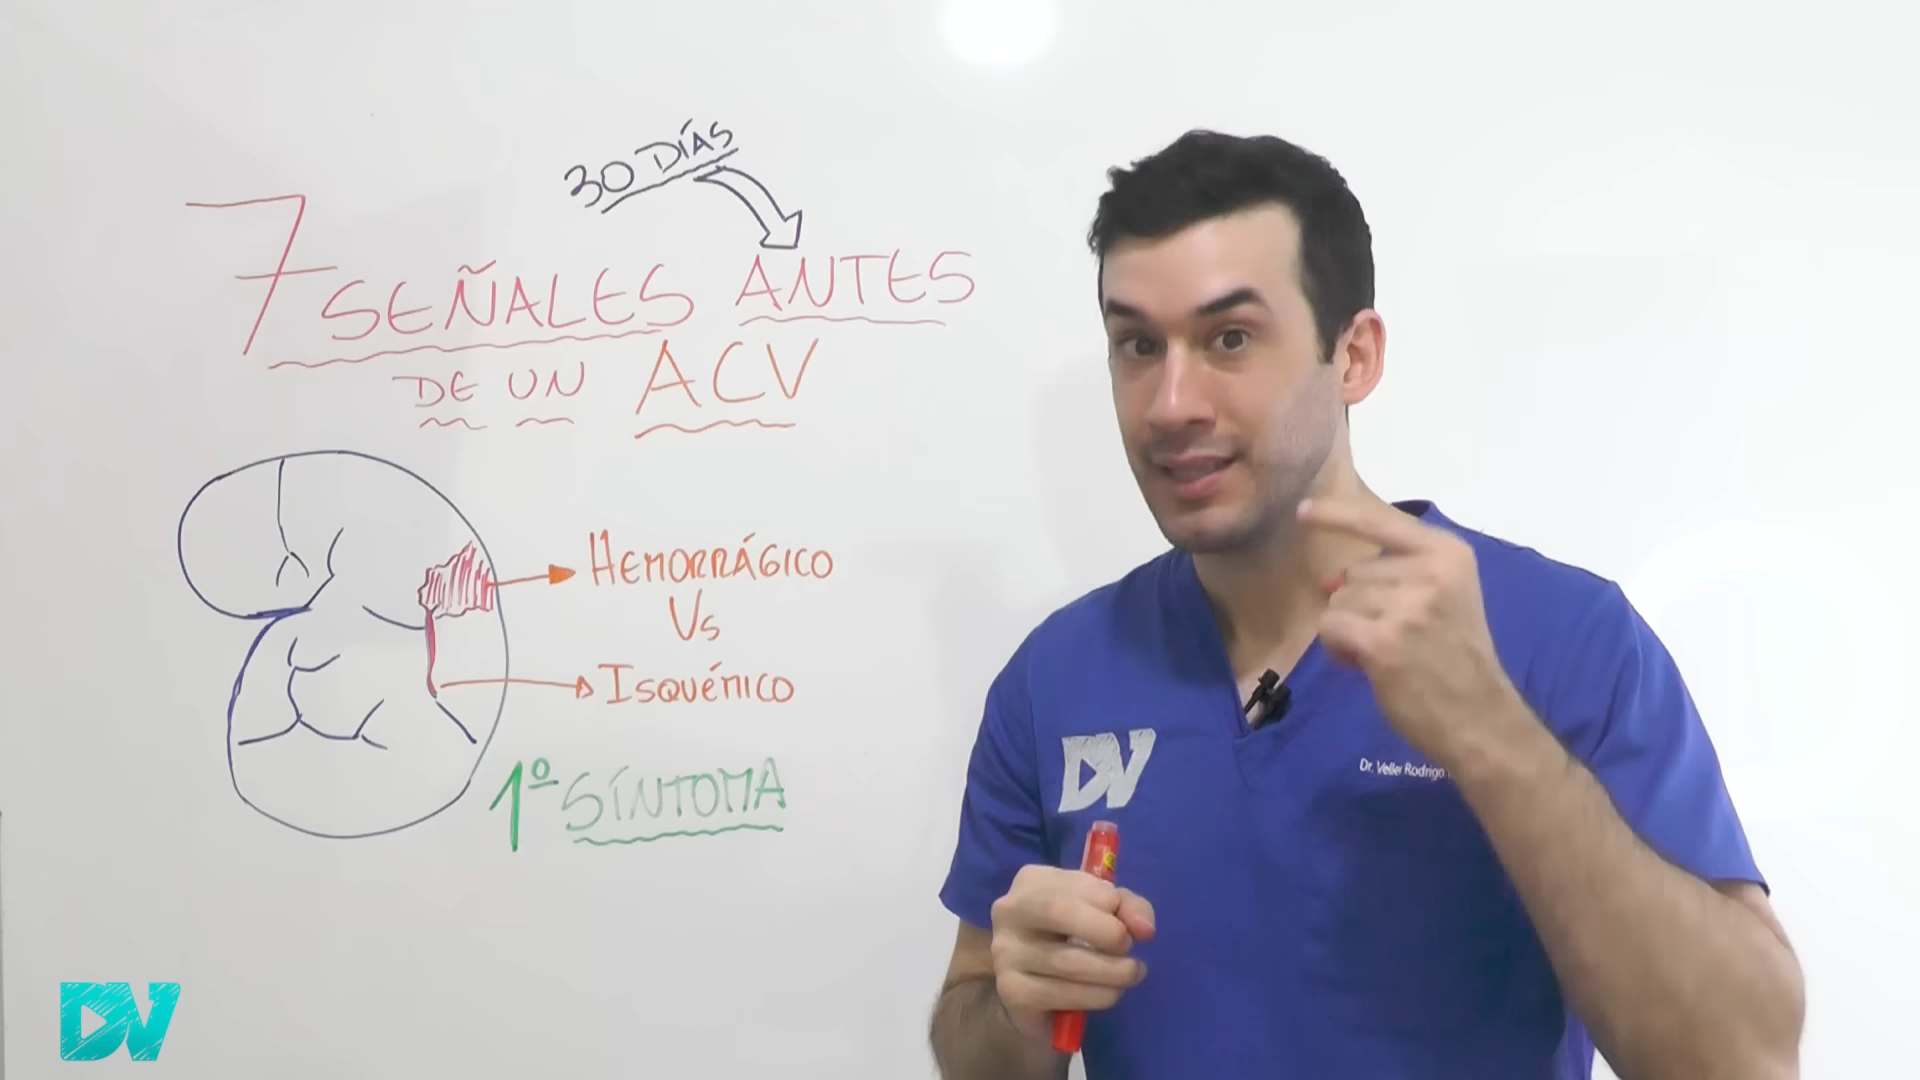 30 DÍAS
7 SEÑALES ANTES
DE UN ACV
HEMORRÁGICO
Vs
ISQUÉMICO
1º SÍNTOMA
DV
Dr. Veller Rodrigo
DV